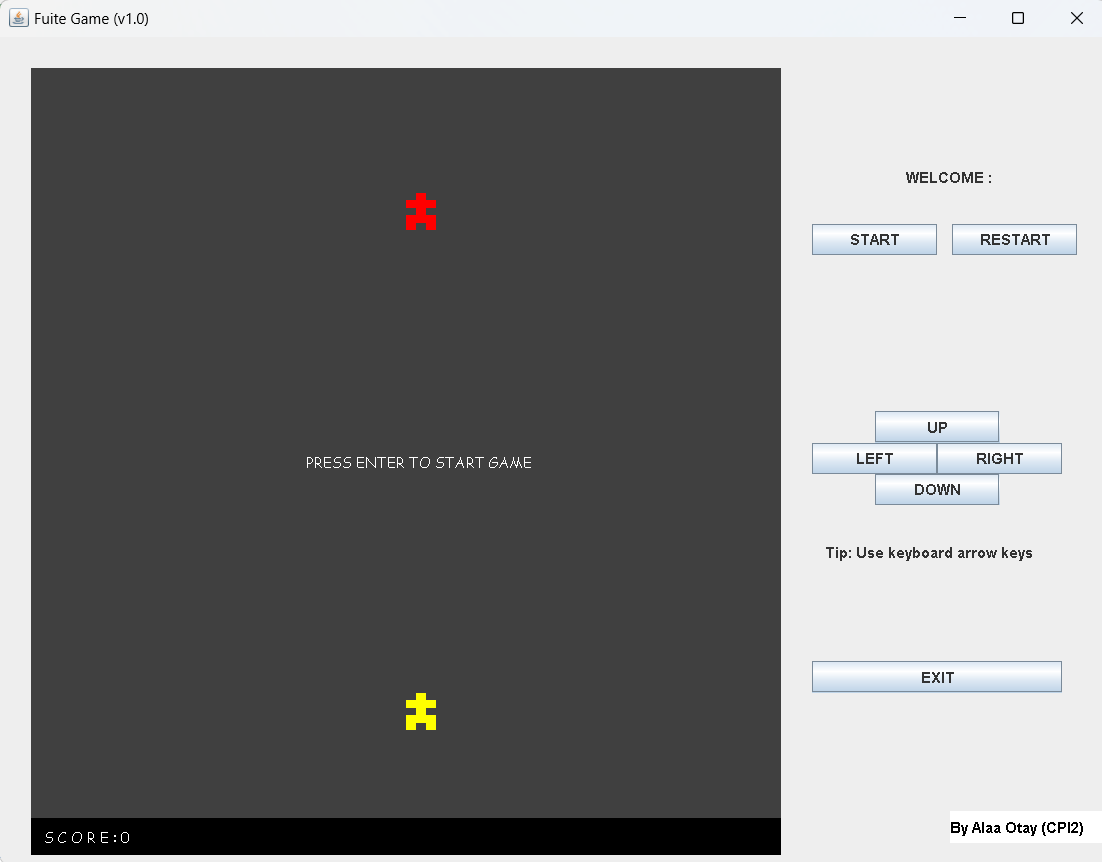 Fuite Game (v1.0)
WELCOME :
START
RESTART
UP
PRESS ENTER TO START GAME
LEFT
RIGHT
DOWN
Tip: Use keyboard arrow keys
EXIT
SCORE:0
By Alaa Otay (CPI2)